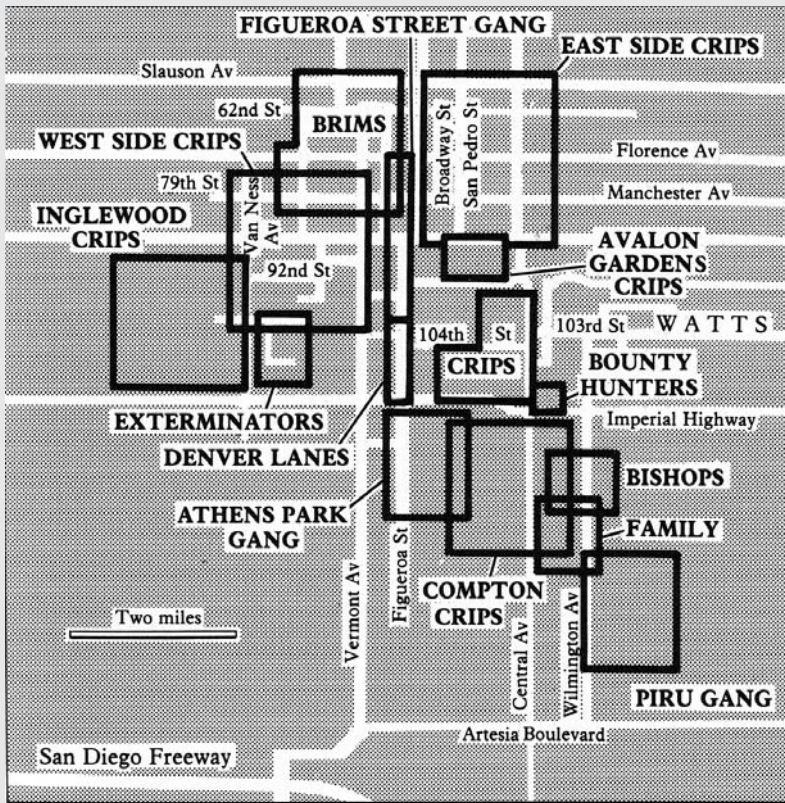 FIGUEROA STREET GANG
EAST SIDE CRIPS
Slauson Av
62nd St
BRIMS
Broadway St
San Pedro St
WEST SIDE CRIPS
Florence Av
79th St
Manchester Av
INGLEWOOD
CRIPS
Van Ness
Av
AVALON
GARDENS
CRIPS
92nd St
104th St
103rd St
WATTS
CRIPS
BOUNTY
HUNTERS
EXTERMINATORS
Imperial Highway
DENVER LANES
BISHOPS
ATHENS PARK
GANG
FAMILY
Figueroa St
Vermont Av
COMPTON
CRIPS
Two miles
Central Av
Wilmington Av
PIRU GANG
Artesia Boulevard
San Diego Freeway